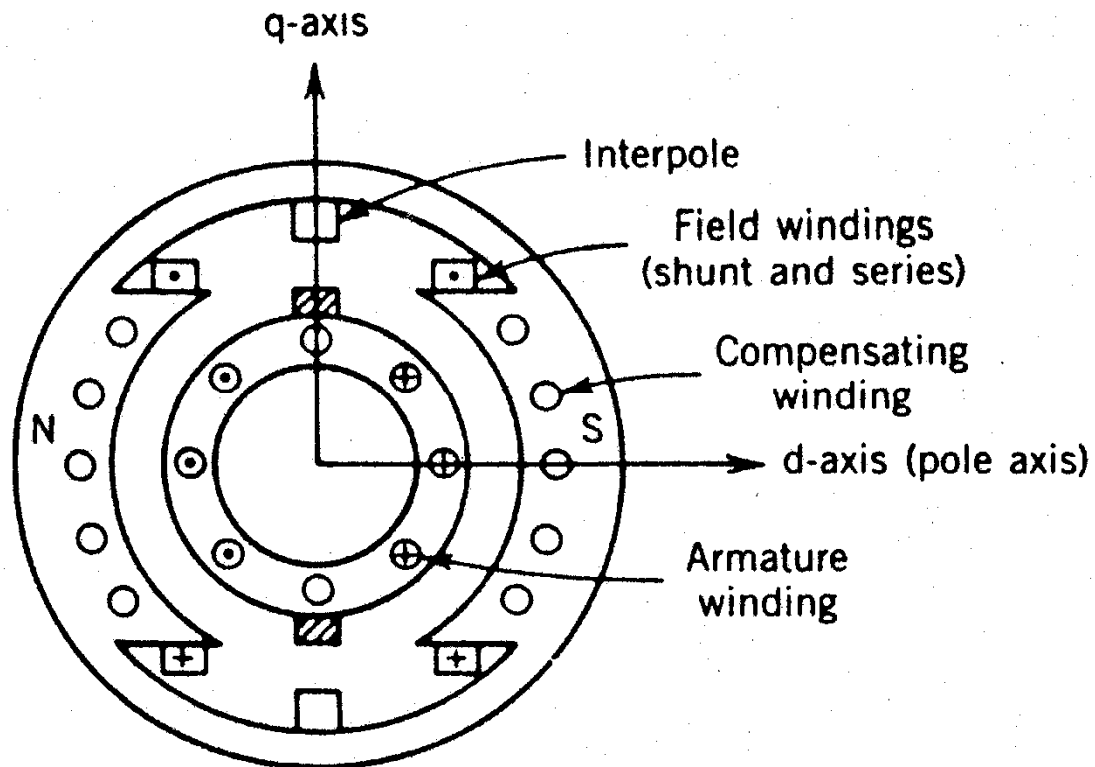 q-axis
Interpole
Field windings
(shunt and series)
Compensating
winding
N
S
d-axis (pole axis)
Armature
winding